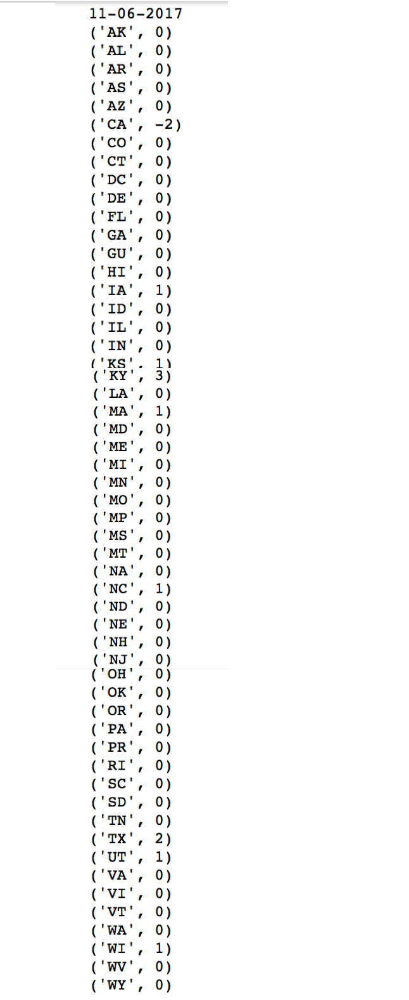 11-06-2017
('AK', 0)
('AL', 0)
('AR', 0)
('AS', 0)
('AZ', 0)
('CA', -2)
('CO', 0)
('CT', 0)
('DC', 0)
('DE', 0)
('FL', 0)
('GA', 0)
('GU', 0)
('HI', 0)
('IA', 1)
('ID', 0)
('IL', 0)
('IN', 0)
('KS', 1)
('KY', 3)
('LA', 0)
('MA', 1)
('MD', 0)
('ME', 0)
('MI', 0)
('MN', 0)
('MO', 0)
('MP', 0)
('MS', 0)
('MT', 0)
('NA', 0)
('NC', 1)
('ND', 0)
('NE', 0)
('NH', 0)
('NJ', 0)
('OH', 0)
('OK', 0)
('OR', 0)
('PA', 0)
('PR', 0)
('RI', 0)
('SC', 0)
('SD', 0)
('TN', 0)
('TX', 2)
('UT', 1)
('VA', 0)
('VI', 0)
('VT', 0)
('WA', 0)
('WI', 1)
('WV', 0)
('WY', 0)